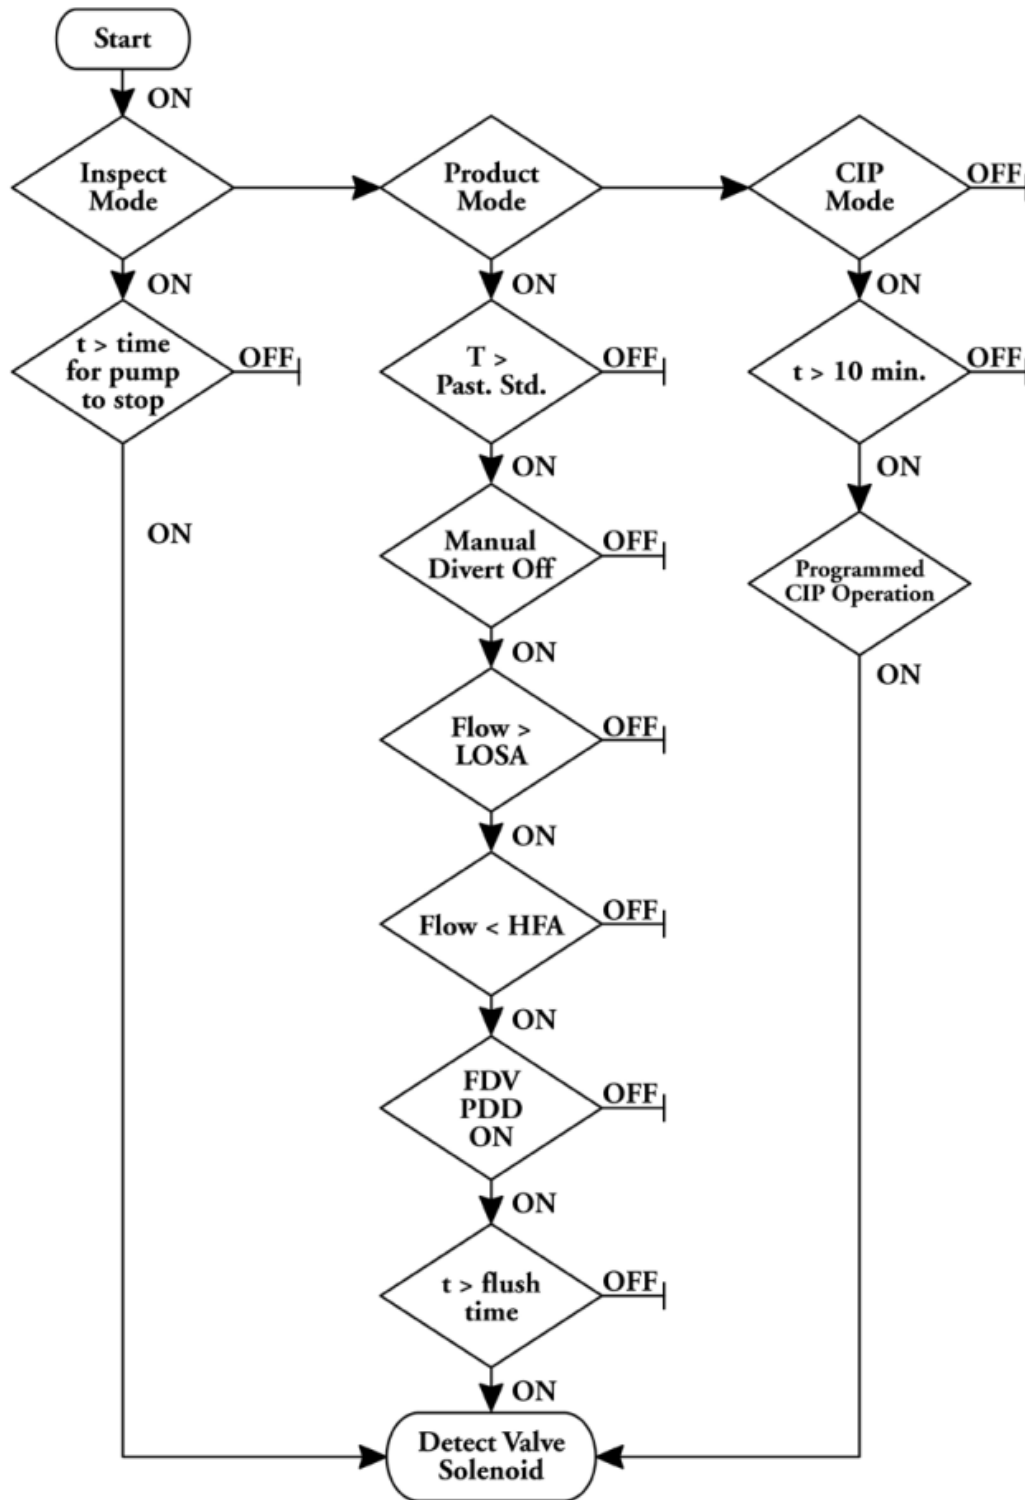 Start
ON
Inspect
Mode
Product
Mode
CIP
Mode
OFF
ON
ON
ON
t > time
for pump
to stop
OFF
T >
Past. Std.
OFF
t > 10 min.
OFF
ON
ON
ON
Manual
Divert Off
OFF
Programmed
CIP Operation
ON
ON
Flow >
LOSA
OFF
ON
Flow < HFA
OFF
ON
FDV
PDD
ON
OFF
ON
t > flush
time
OFF
ON
Detect Valve
Solenoid